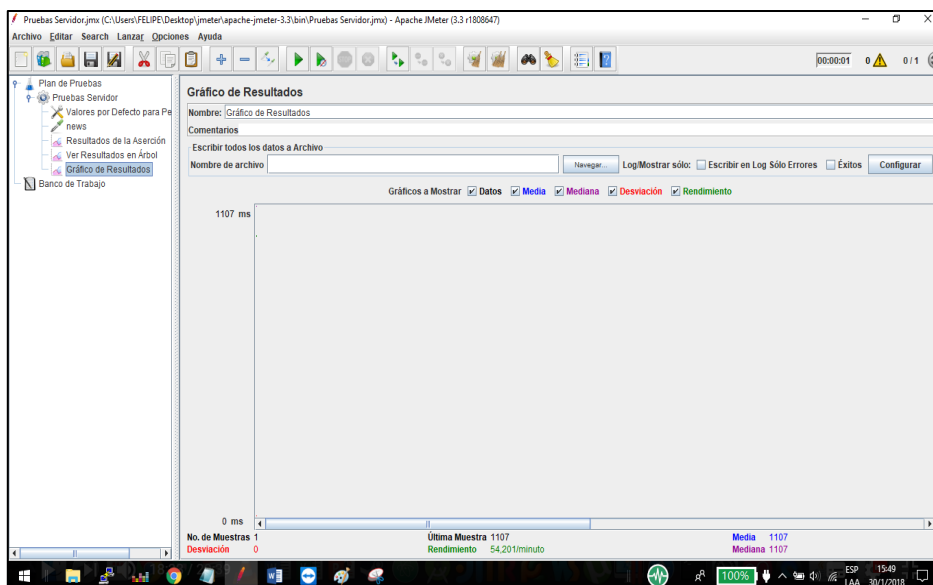 Pruebas Servidor.jmx (C:\Users\FELIPE\Desktop\jmeter\apache-jmeter-3.3\bin\Pruebas Servidor.jmx) - Apache JMeter (3.3 r1808647)
Archivo Editar Search Lanzar Opciones Ayuda
00:00:01 0 0 / 1
Plan de Pruebas
Pruebas Servidor
Valores por Defecto para Pe
news
Resultados de la Aserción
Ver Resultados en Árbol
Gráfico de Resultados
Banco de Trabajo
Gráfico de Resultados
Nombre: Gráfico de Resultados
Comentarios
Escribir todos los datos a Archivo
Nombre de archivo Navegar... Log/Mostrar sólo: Escribir en Log Sólo Errores Éxitos Configurar
Gráficos a Mostrar Datos Media Mediana Desviación Rendimiento
1107 ms
0 ms
No. de Muestras 1 Última Muestra 1107 Media 1107
Desviación 0 Rendimiento 54,201/minuto Mediana 1107
100% ESP 15:49
LAA 30/1/2018